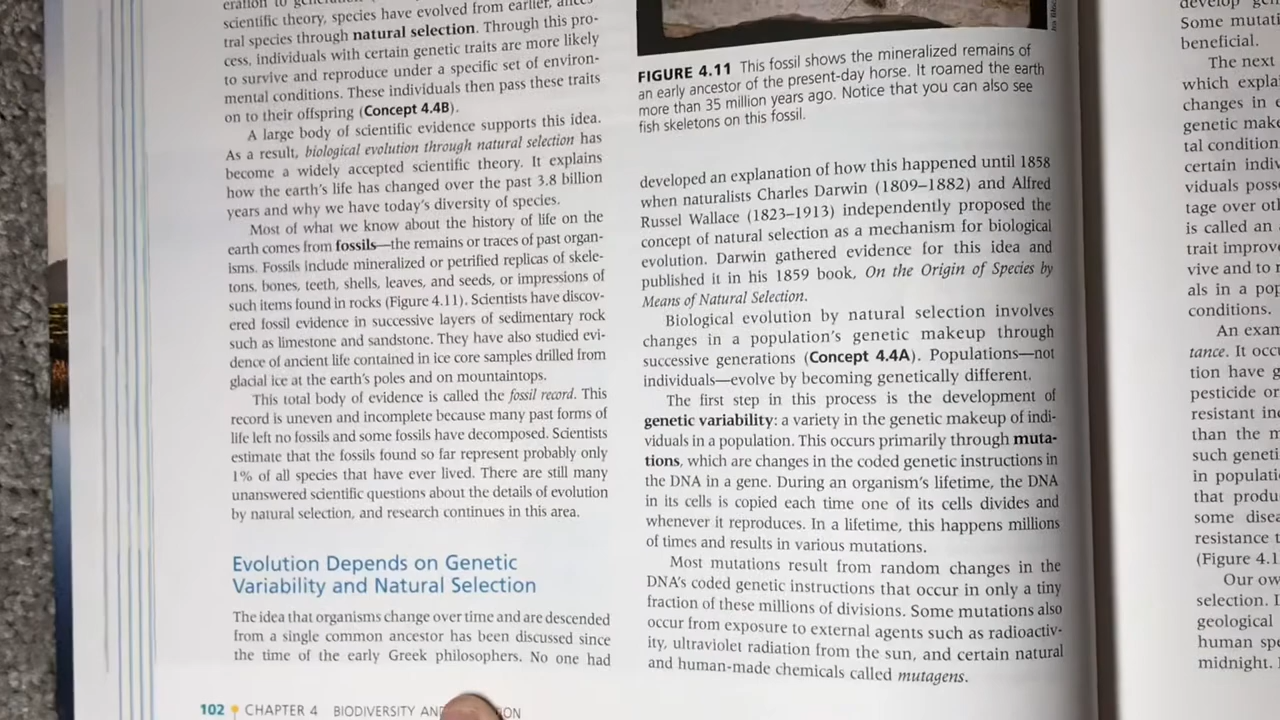 scientific theory, species have evolved from earlier, ances-
tral species through natural selection. Through this pro-
cess, individuals with certain genetic traits are more likely
to survive and reproduce under a specific set of environ-
mental conditions. These individuals then pass these traits
on to their offspring (Concept 4.4B).
A large body of scientific evidence supports this idea.
As a result, biological evolution through natural selection has
become a widely accepted scientific theory. It explains
how the earth's life has changed over the past 3.8 billion
years and why we have today's diversity of species.
Most of what we know about the history of life on the
earth comes from fossils—the remains or traces of past organ-
isms. Fossils include mineralized or petrified replicas of skele-
tons, bones, teeth, shells, leaves, and seeds, or impressions of
such items found in rocks (Figure 4.11). Scientists have discov-
ered fossil evidence in successive layers of sedimentary rock
such as limestone and sandstone. They have also studied evi-
dence of ancient life contained in ice core samples drilled from
glacial ice at the earth's poles and on mountaintops.
This total body of evidence is called the fossil record. This
record is uneven and incomplete because many past forms of
life left no fossils and some fossils have decomposed. Scientists
estimate that the fossils found so far represent probably only
1% of all species that have ever lived. There are still many
unanswered scientific questions about the details of evolution
by natural selection, and research continues in this area.
Evolution Depends on Genetic
Variability and Natural Selection
The idea that organisms change over time and are descended
from a single common ancestor has been discussed since
the time of the early Greek philosophers. No one had
102 CHAPTER 4 BIODIVERSITY AND ON
FIGURE 4.11 This fossil shows the mineralized remains of
an early ancestor of the present-day horse. It roamed the earth
more than 35 million years ago. Notice that you can also see
fish skeletons on this fossil.
developed an explanation of how this happened until 1858
when naturalists Charles Darwin (1809–1882) and Alfred
Russel Wallace (1823–1913) independently proposed the
concept of natural selection as a mechanism for biological
evolution. Darwin gathered evidence for this idea and
published it in his 1859 book, On the Origin of Species by
Means of Natural Selection.
Biological evolution by natural selection involves
changes in a population's genetic makeup through
successive generations (Concept 4.4A). Populations—not
individuals—evolve by becoming genetically different.
The first step in this process is the development of
genetic variability: a variety in the genetic makeup of indi-
viduals in a population. This occurs primarily through muta-
tions, which are changes in the coded genetic instructions in
the DNA in a gene. During an organism's lifetime, the DNA
in its cells is copied each time one of its cells divides and
whenever it reproduces. In a lifetime, this happens millions
of times and results in various mutations.
Most mutations result from random changes in the
DNA's coded genetic instructions that occur in only a tiny
fraction of these millions of divisions. Some mutations also
occur from exposure to external agents such as radioactiv-
ity, ultraviolet radiation from the sun, and certain natural
and human-made chemicals called mutagens.
develop
Some
beneficial.
The next
which
changes in
genetic
tal
certain
viduals
tage over
is called an
trait
vive and to
als in a
conditions.
An
tance. It
tion have
pesticide or
resistant
than the
such
in
that
some
resistance
(Figure
Our
selection.
geological
human
midnight.